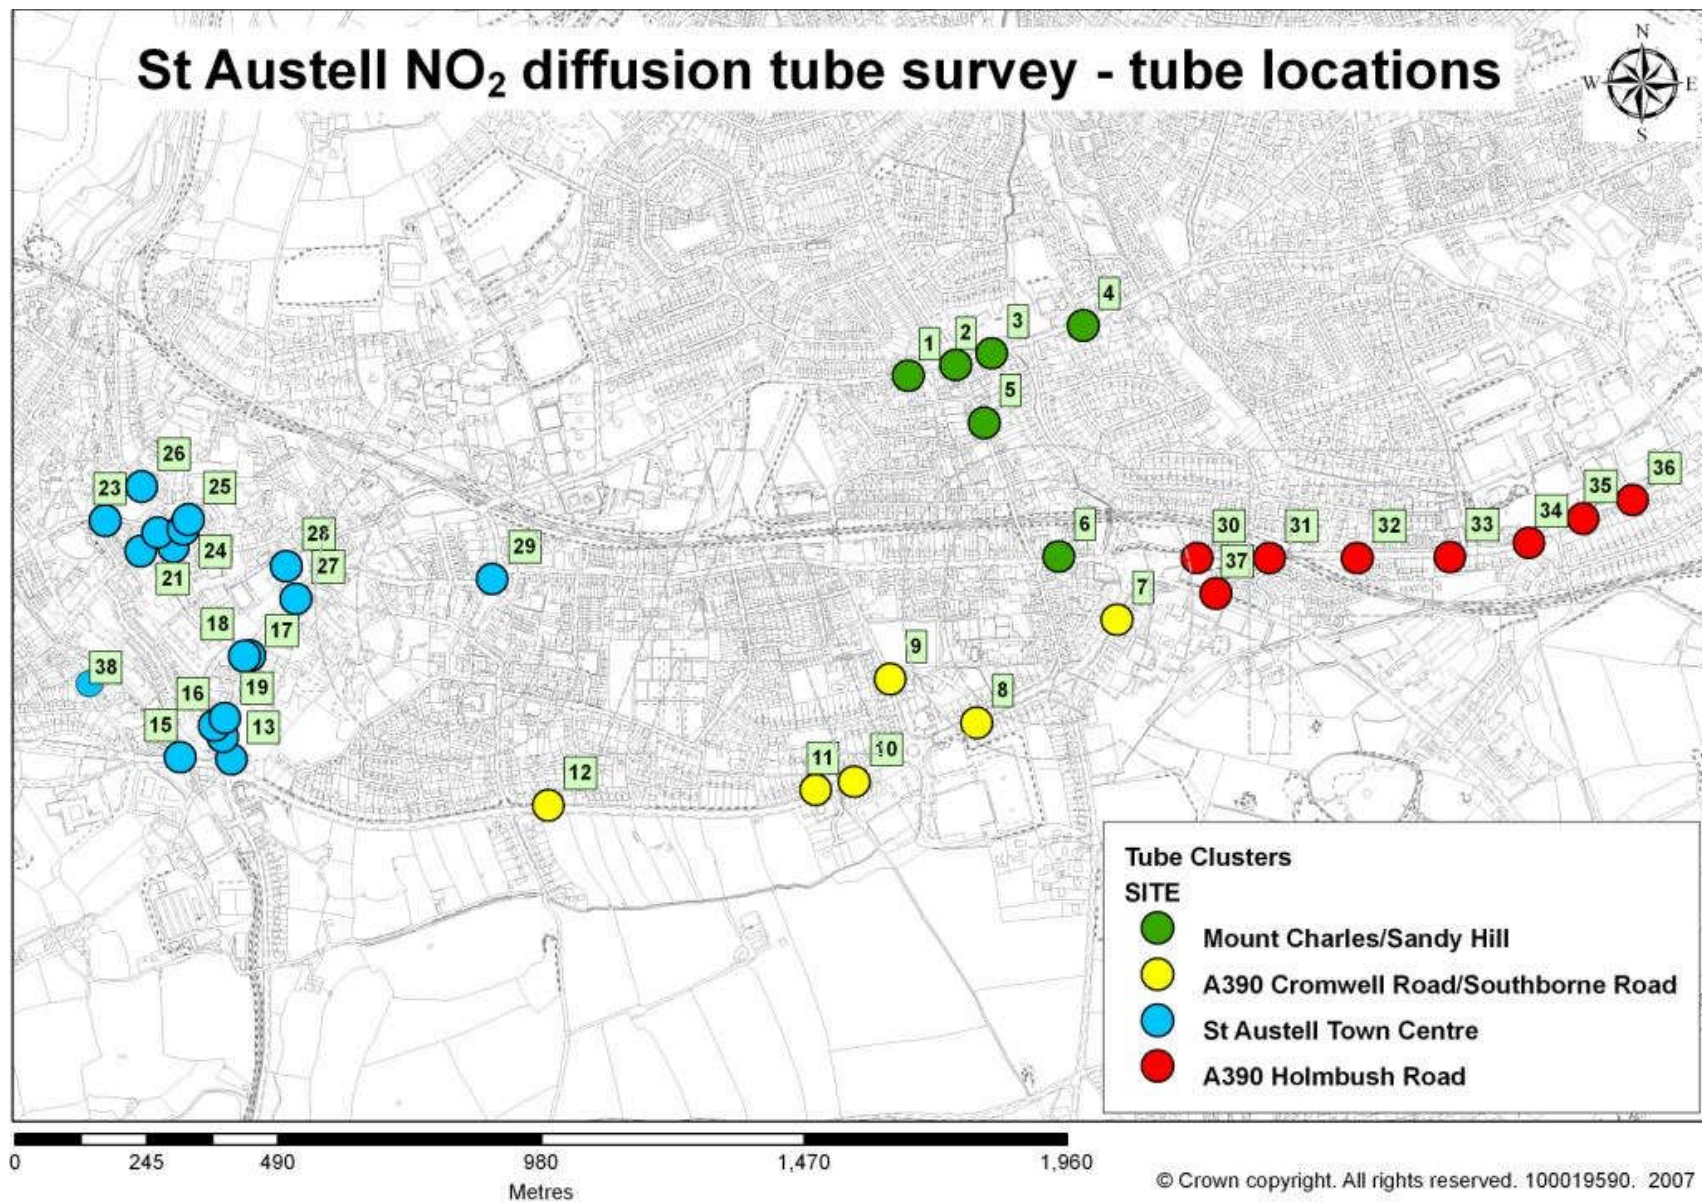 St Austell NO₂ diffusion tube survey - tube locations
N
W E
S
4
3
2
1
5
26
25
23
36
35
34
33
32
31
30
6
28
29
24
27
37
21
7
18
17
9
38
19
8
16
15
13
10
11
12
Tube Clusters
SITE
Mount Charles/Sandy Hill
A390 Cromwell Road/Southborne Road
St Austell Town Centre
A390 Holmbush Road
0 245 490 980 1,470 1,960
Metres
© Crown copyright. All rights reserved. 100019590. 2007